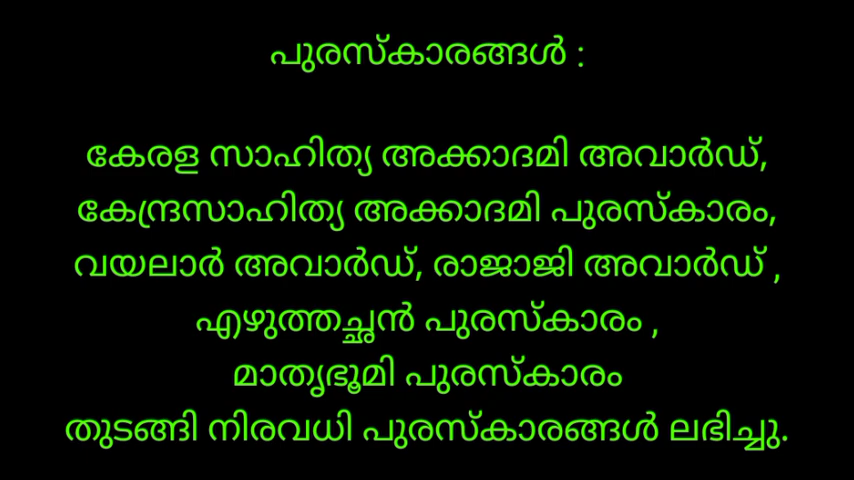 പുരസ്കാരങ്ങൾ :
കേരള സാഹിത്യ അക്കാദമി അവാർഡ്,
കേന്ദ്രസാഹിത്യ അക്കാദമി പുരസ്കാരം,
വയലാർ അവാർഡ്, രാജാജി അവാർഡ് ,
എഴുത്തച്ഛൻ പുരസ്കാരം ,
മാതൃഭൂമി പുരസ്കാരം
തുടങ്ങി നിരവധി പുരസ്കാരങ്ങൾ ലഭിച്ചു.